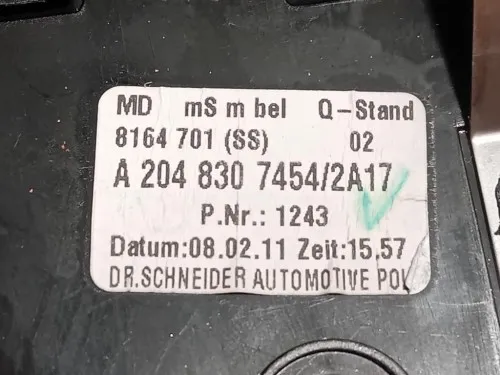 MD mS m bel Q-Stand
8164 701 (SS) 02
A 204 830 7454/2A17
P.Nr.: 1243
Datum:08.02.11 Zeit:15,57
DR.SCHNEIDER AUTOMOTIVE POL